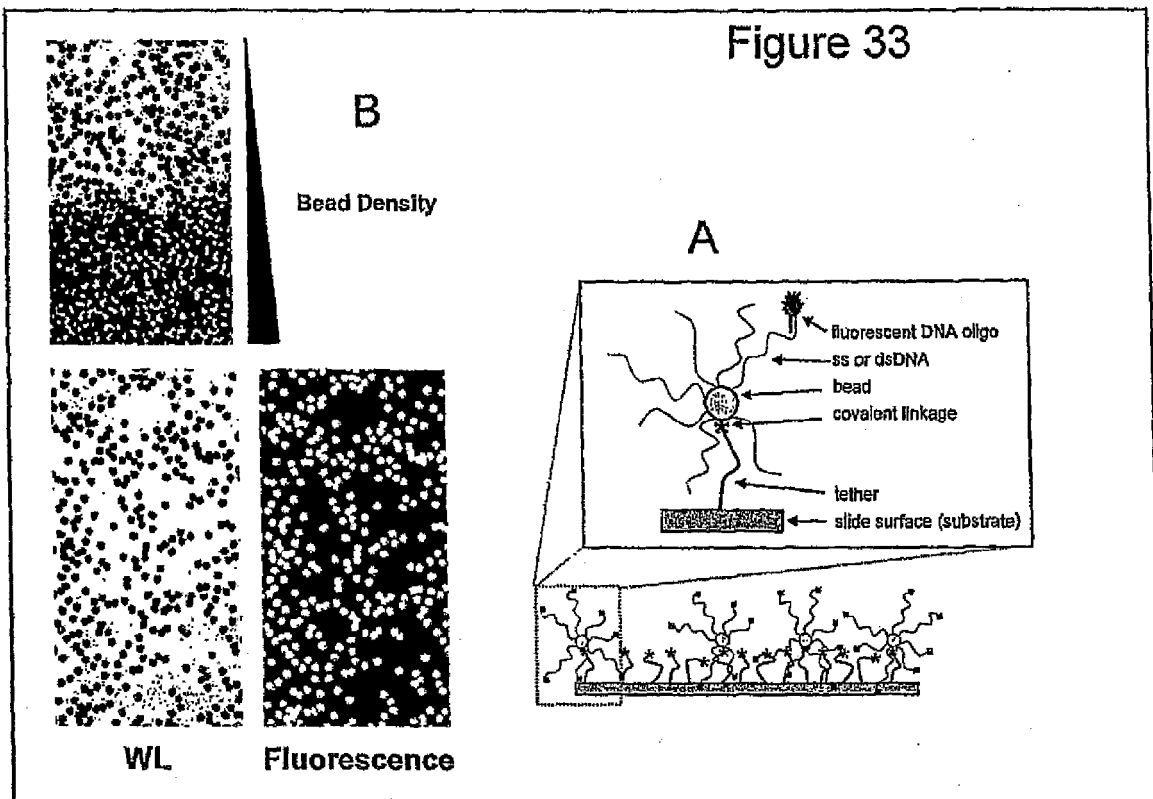 Figure 33
B
Bead Density
A
fluorescent DNA oligo
ss or dsDNA
bead
covalent linkage
tether
slide surface (substrate)
WL
Fluorescence